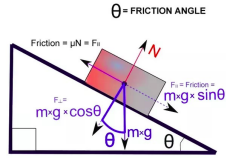 θ = FRICTION ANGLE
Friction = μN = F॥
N
F॥ = Friction =
m×g×sinθ
F⊥=
m×g×cosθ
θ
m×g
θ